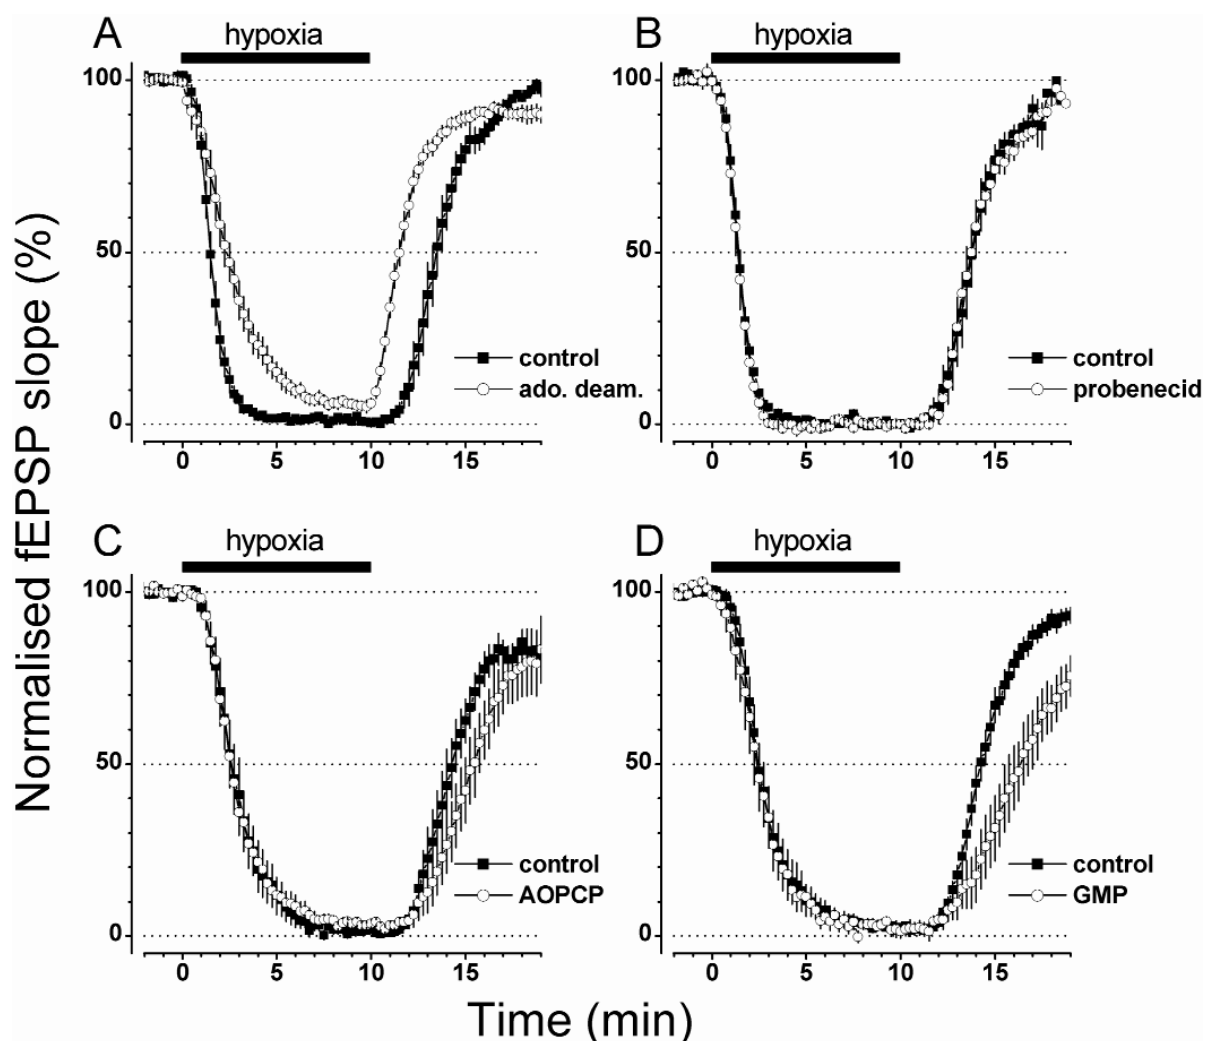 A
hypoxia
100
50
0
control
ado. deam.
0 5 10 15
B
hypoxia
100
50
0
control
probenecid
0 5 10 15
Normalised fEPSP slope (%)
C
hypoxia
100
50
0
control
AOPCP
0 5 10 15
D
hypoxia
100
50
0
control
GMP
0 5 10 15
Time (min)